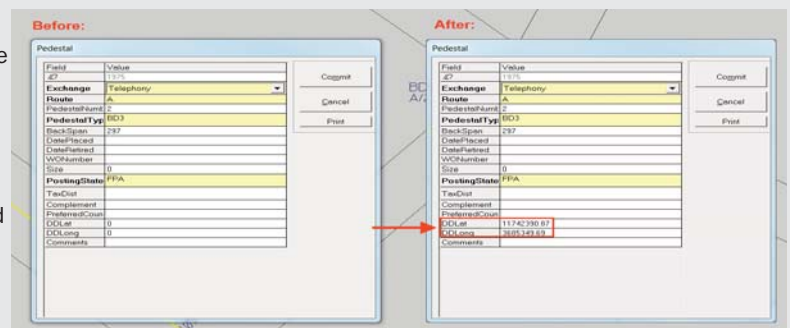 Before:
Pedestal
Field Value
ID 1975
Exchange Telephony
Route A
PedestalNumb 2
PedestalTyp BD3
BackSpan 297
DatePlaced
DateRetired
WONumber
Size 0
PostingState FPA
TaxDist
Complement
PreferredCoun
DDLat 0
DDLong 0
Comments
Commit
Cancel
Print
BD
A/2
After:
Pedestal
Field Value
ID 1975
Exchange Telephony
Route A
PedestalNumb 2
PedestalTyp BD3
BackSpan 297
DatePlaced
DateRetired
WONumber
Size 0
PostingState FPA
TaxDist
Complement
PreferredCoun
DDLat 11742390.67
DDLong 3685349.69
Comments
Commit
Cancel
Print